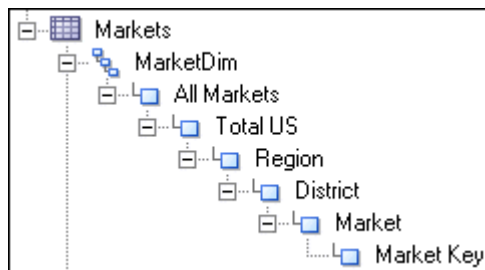 Markets
MarketDim
All Markets
Total US
Region
District
Market
Market Key